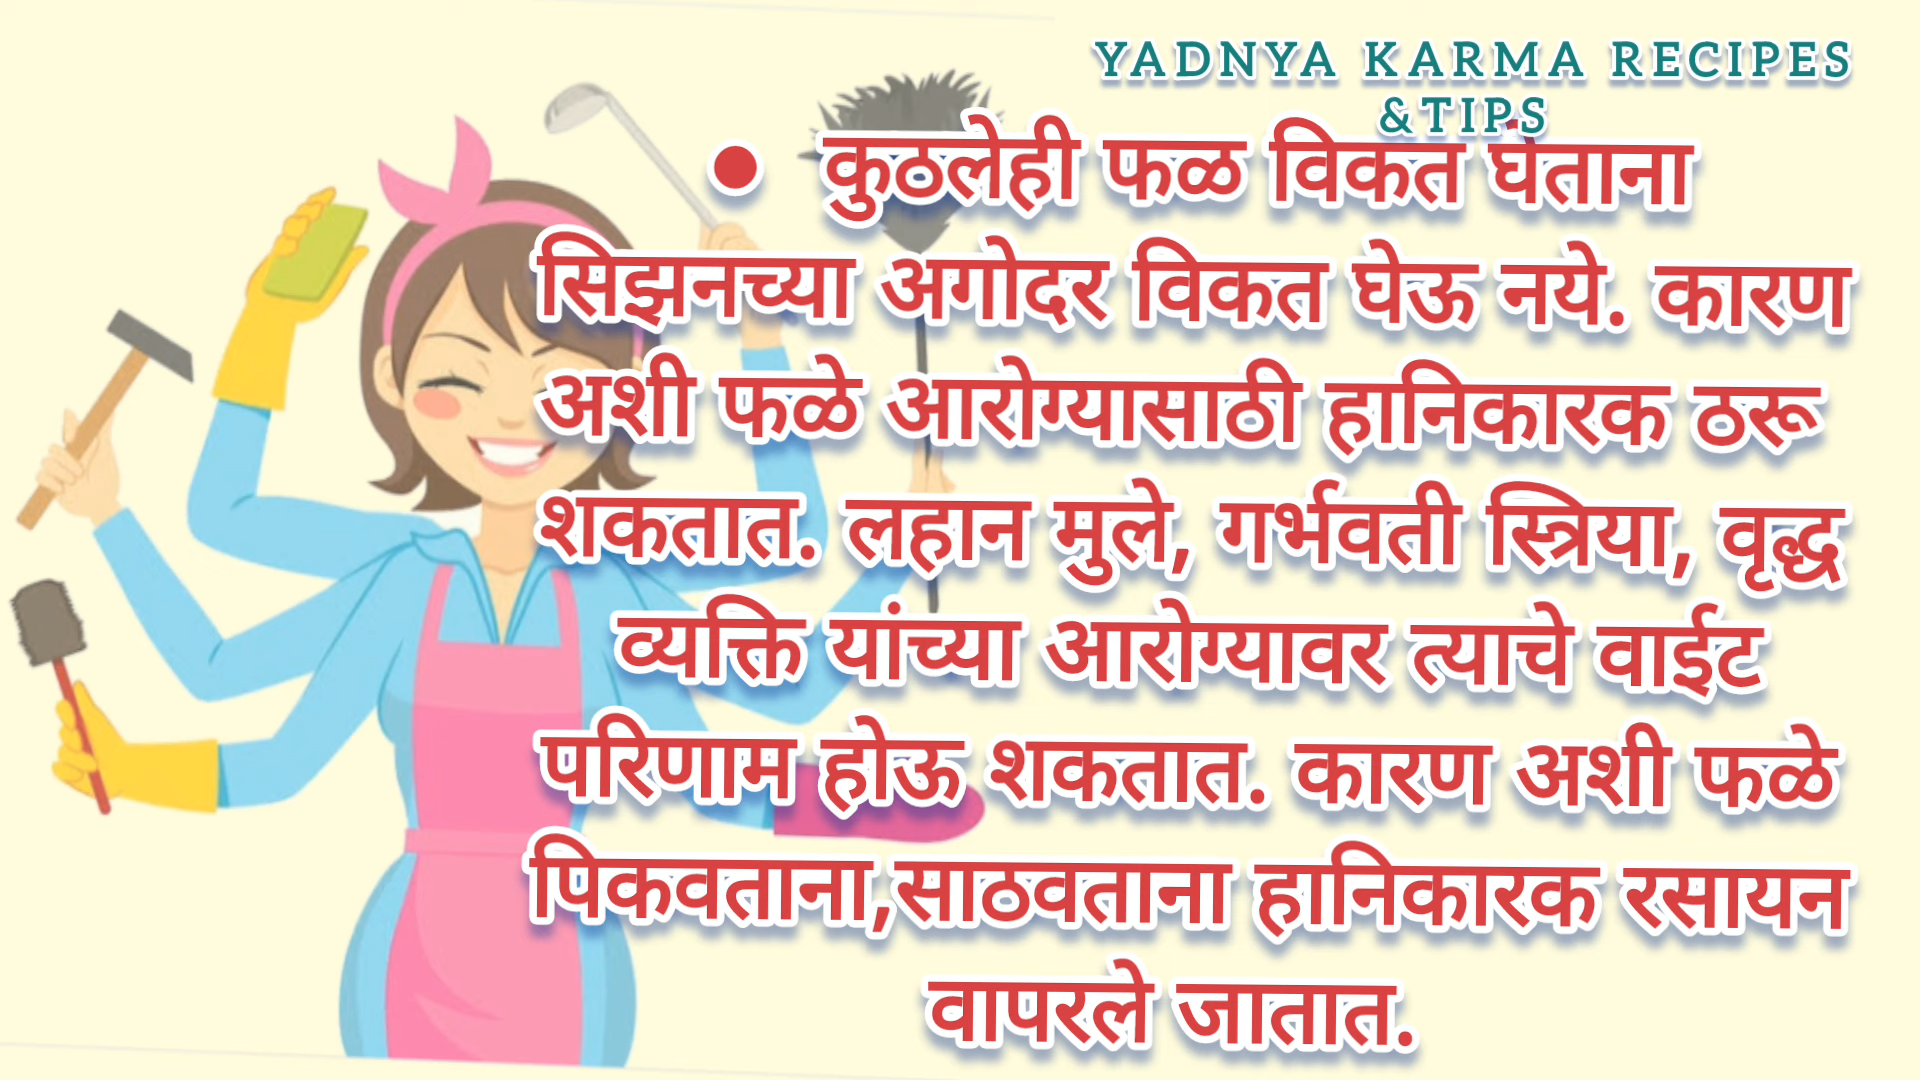 YADNYA KARMA RECIPES
&TIPS
• कुठलेही फळ विकत घेताना
सिझनच्या अगोदर विकत घेऊ नये. कारण
अशी फळे आरोग्यासाठी हानिकारक ठरू
शकतात. लहान मुले, गर्भवती स्त्रिया, वृद्ध
व्यक्ति यांच्या आरोग्यावर त्याचे वाईट
परिणाम होऊ शकतात. कारण अशी फळे
पिकवताना,साठवताना हानिकारक रसायन
वापरले जातात.